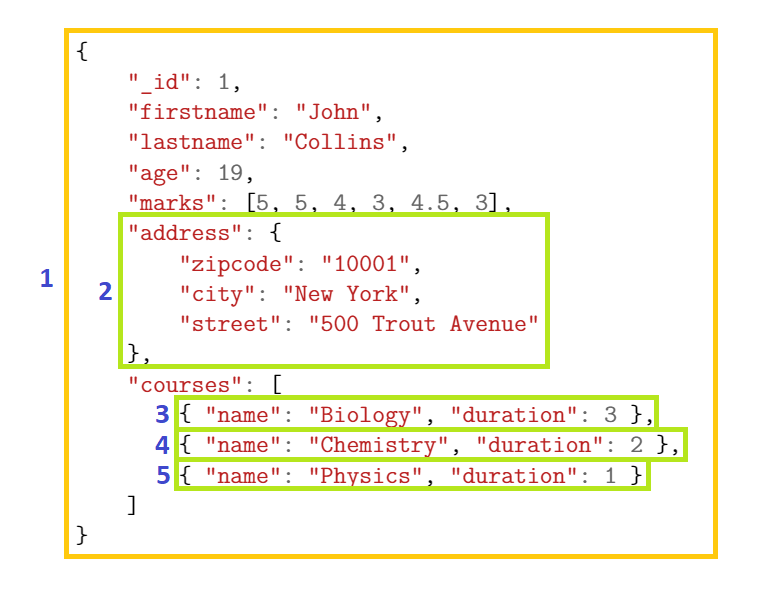 {
"_id": 1,
"firstname": "John",
"lastname": "Collins",
"age": 19,
"marks": [5, 5, 4, 3, 4.5, 3],
"address": {
1
"zipcode": "10001",
2 "city": "New York",
"street": "500 Trout Avenue"
},
"courses": [
3 { "name": "Biology", "duration": 3 },
4 { "name": "Chemistry", "duration": 2 },
5 { "name": "Physics", "duration": 1 }
]
}